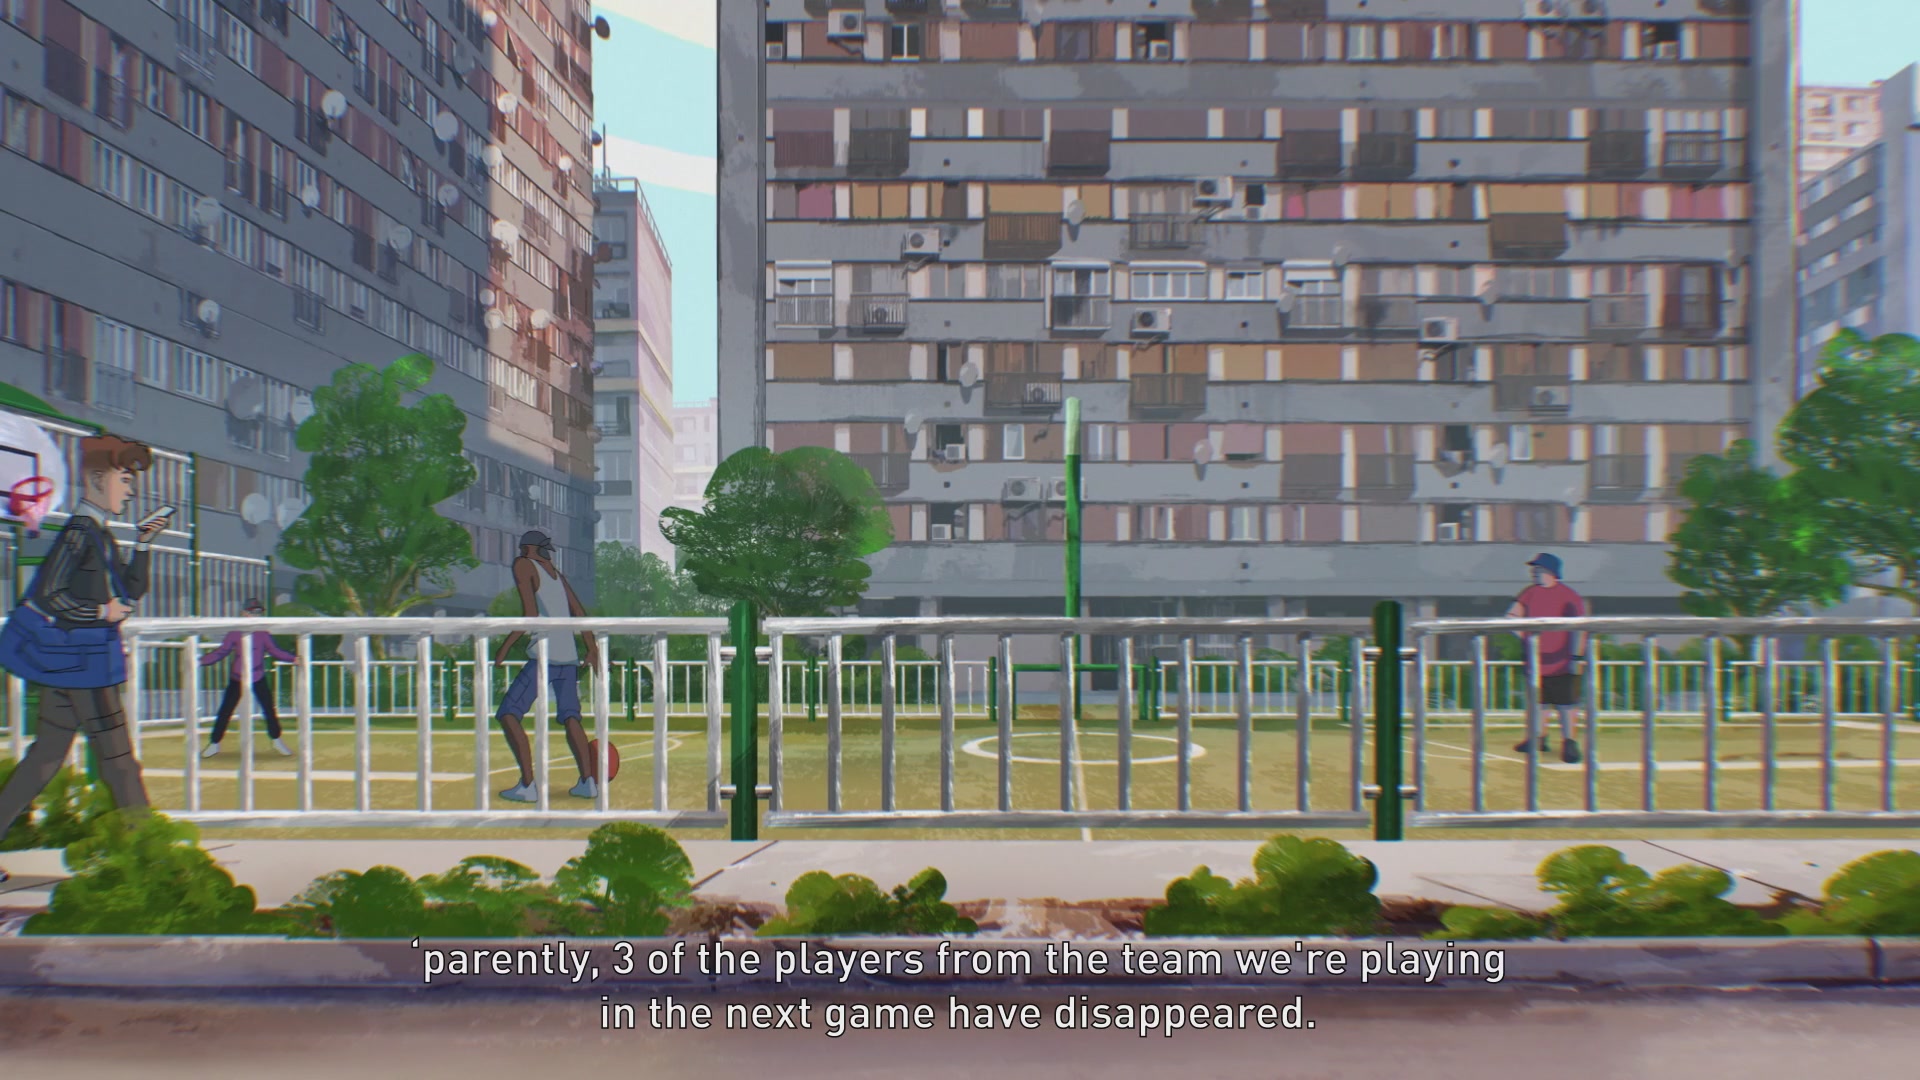 ‘parently, 3 of the players from the team we're playing
in the next game have disappeared.